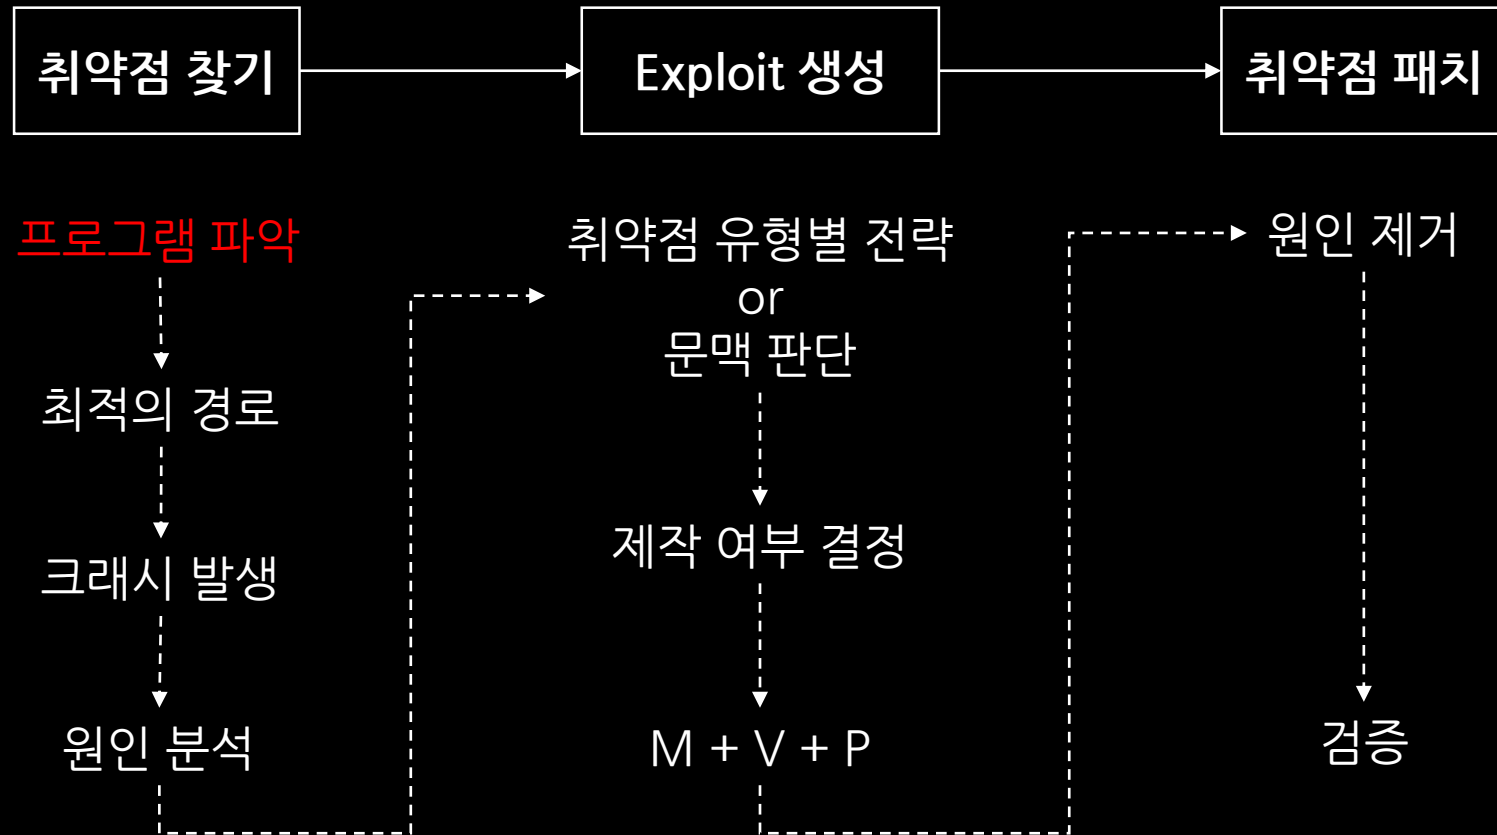 취약점 찾기
Exploit 생성
취약점 패치
프로그램 파악
최적의 경로
크래시 발생
원인 분석
취약점 유형별 전략
or
문맥 판단
제작 여부 결정
M + V + P
원인 제거
검증